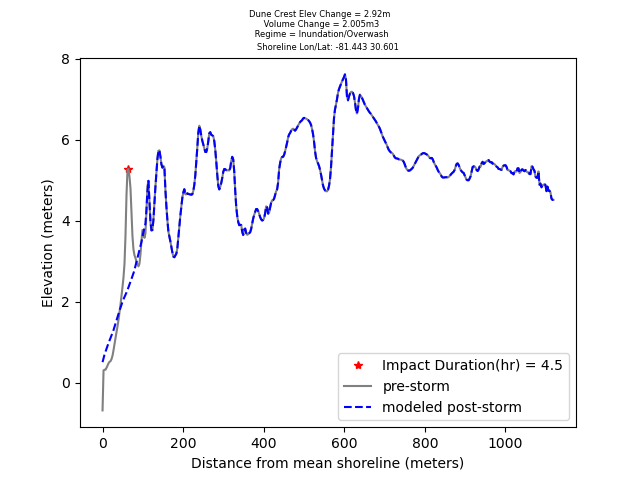 Dune Crest Elev Change = 2.92m
Volume Change = 2.005m3
Regime = Inundation/Overwash
Shoreline Lon/Lat: -81.443 30.601
8
6
4
2
0
Elevation (meters)
0 200 400 600 800 1000
Distance from mean shoreline (meters)
Impact Duration(hr) = 4.5
pre-storm
modeled post-storm